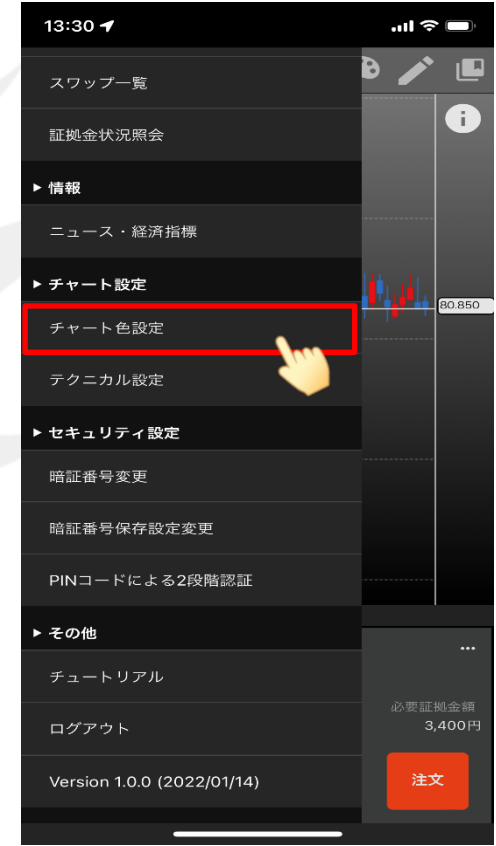 13:30
スワップ一覧
証拠金状況照会
▶ 情報
ニュース・経済指標
▶ チャート設定
チャート色設定
80.850
テクニカル設定
▶ セキュリティ設定
暗証番号変更
暗証番号保存設定変更
PINコードによる2段階認証
▶ その他
チュートリアル
ログアウト
Version 1.0.0 (2022/01/14)
i
...
必要証拠金額
3,400円
注文